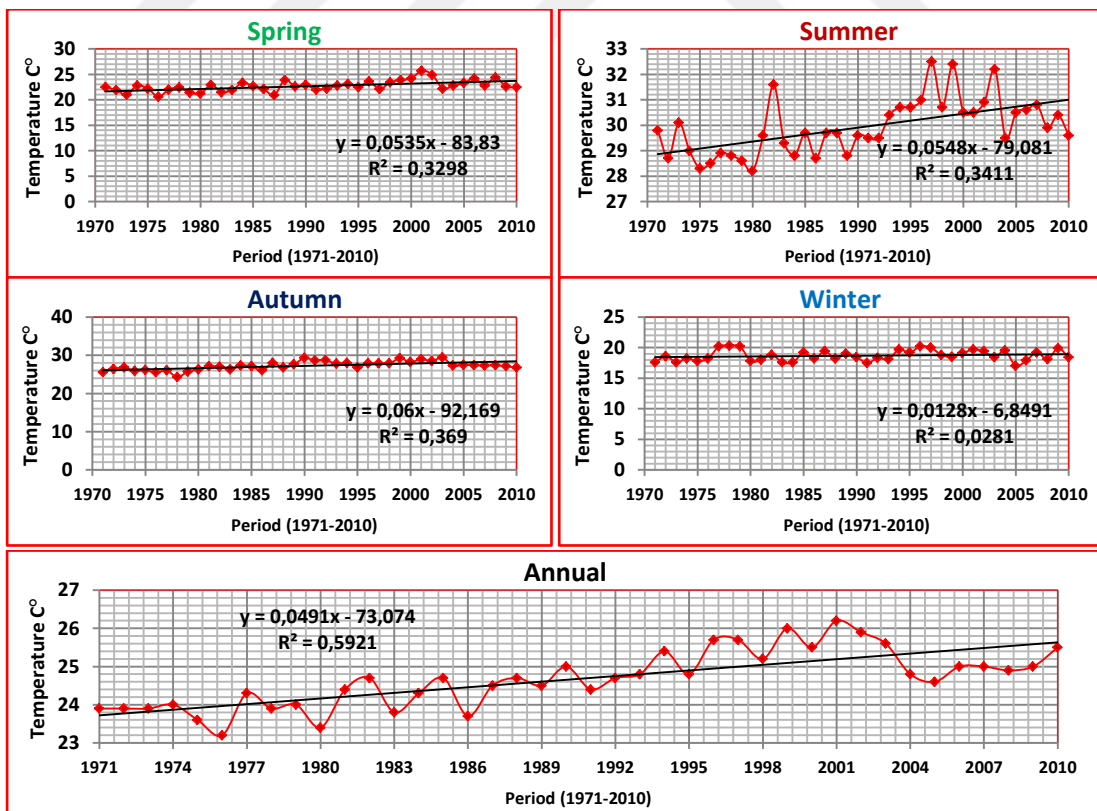 Spring
Temperature C°
30
25
20
15
10
5
0
y = 0,0535x - 83,83
R² = 0,3298
1970 1975 1980 1985 1990 1995 2000 2005 2010
Period (1971-2010)
Summer
Temperature C°
33
32
31
30
29
28
27
y = 0,0548x - 79,081
R² = 0,3411
1970 1975 1980 1985 1990 1995 2000 2005 2010
Period (1971-2010)
Autumn
Temperature C°
40
30
20
10
0
y = 0,06x - 92,169
R² = 0,369
1970 1975 1980 1985 1990 1995 2000 2005 2010
Period (1971-2010)
Winter
Temperature C°
25
20
15
10
5
0
y = 0,0128x - 6,8491
R² = 0,0281
1970 1975 1980 1985 1990 1995 2000 2005 2010
Period (1971-2010)
Annual
Temperature C°
27
26
25
24
23
y = 0,0491x - 73,074
R² = 0,5921
1971 1974 1977 1980 1983 1986 1989 1992 1995 1998 2001 2004 2007 2010
Period (1971-2010)